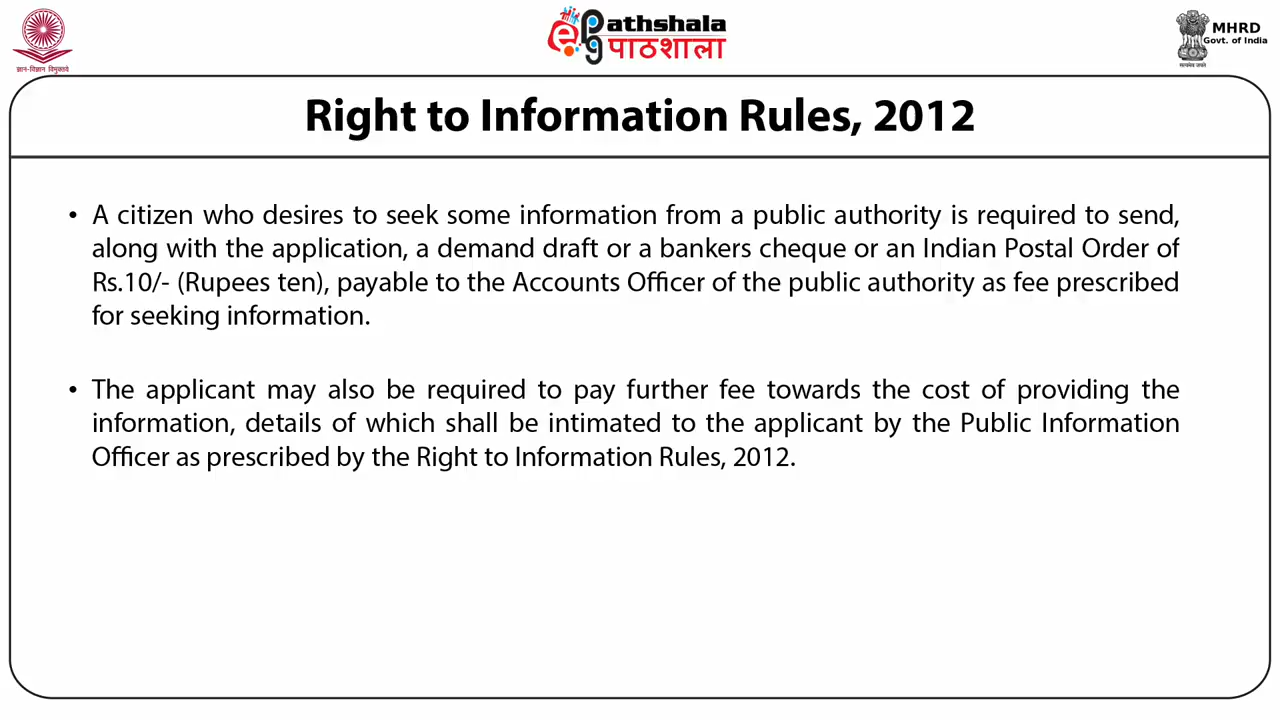 ePathshala
पाठशाला
MHRD
Govt. of India
ज्ञान-विज्ञान विमुक्तये
सत्यमेव जयते
Right to Information Rules, 2012
• A citizen who desires to seek some information from a public authority is required to send,
along with the application, a demand draft or a bankers cheque or an Indian Postal Order of
Rs.10/- (Rupees ten), payable to the Accounts Officer of the public authority as fee prescribed
for seeking information.
• The applicant may also be required to pay further fee towards the cost of providing the
information, details of which shall be intimated to the applicant by the Public Information
Officer as prescribed by the Right to Information Rules, 2012.